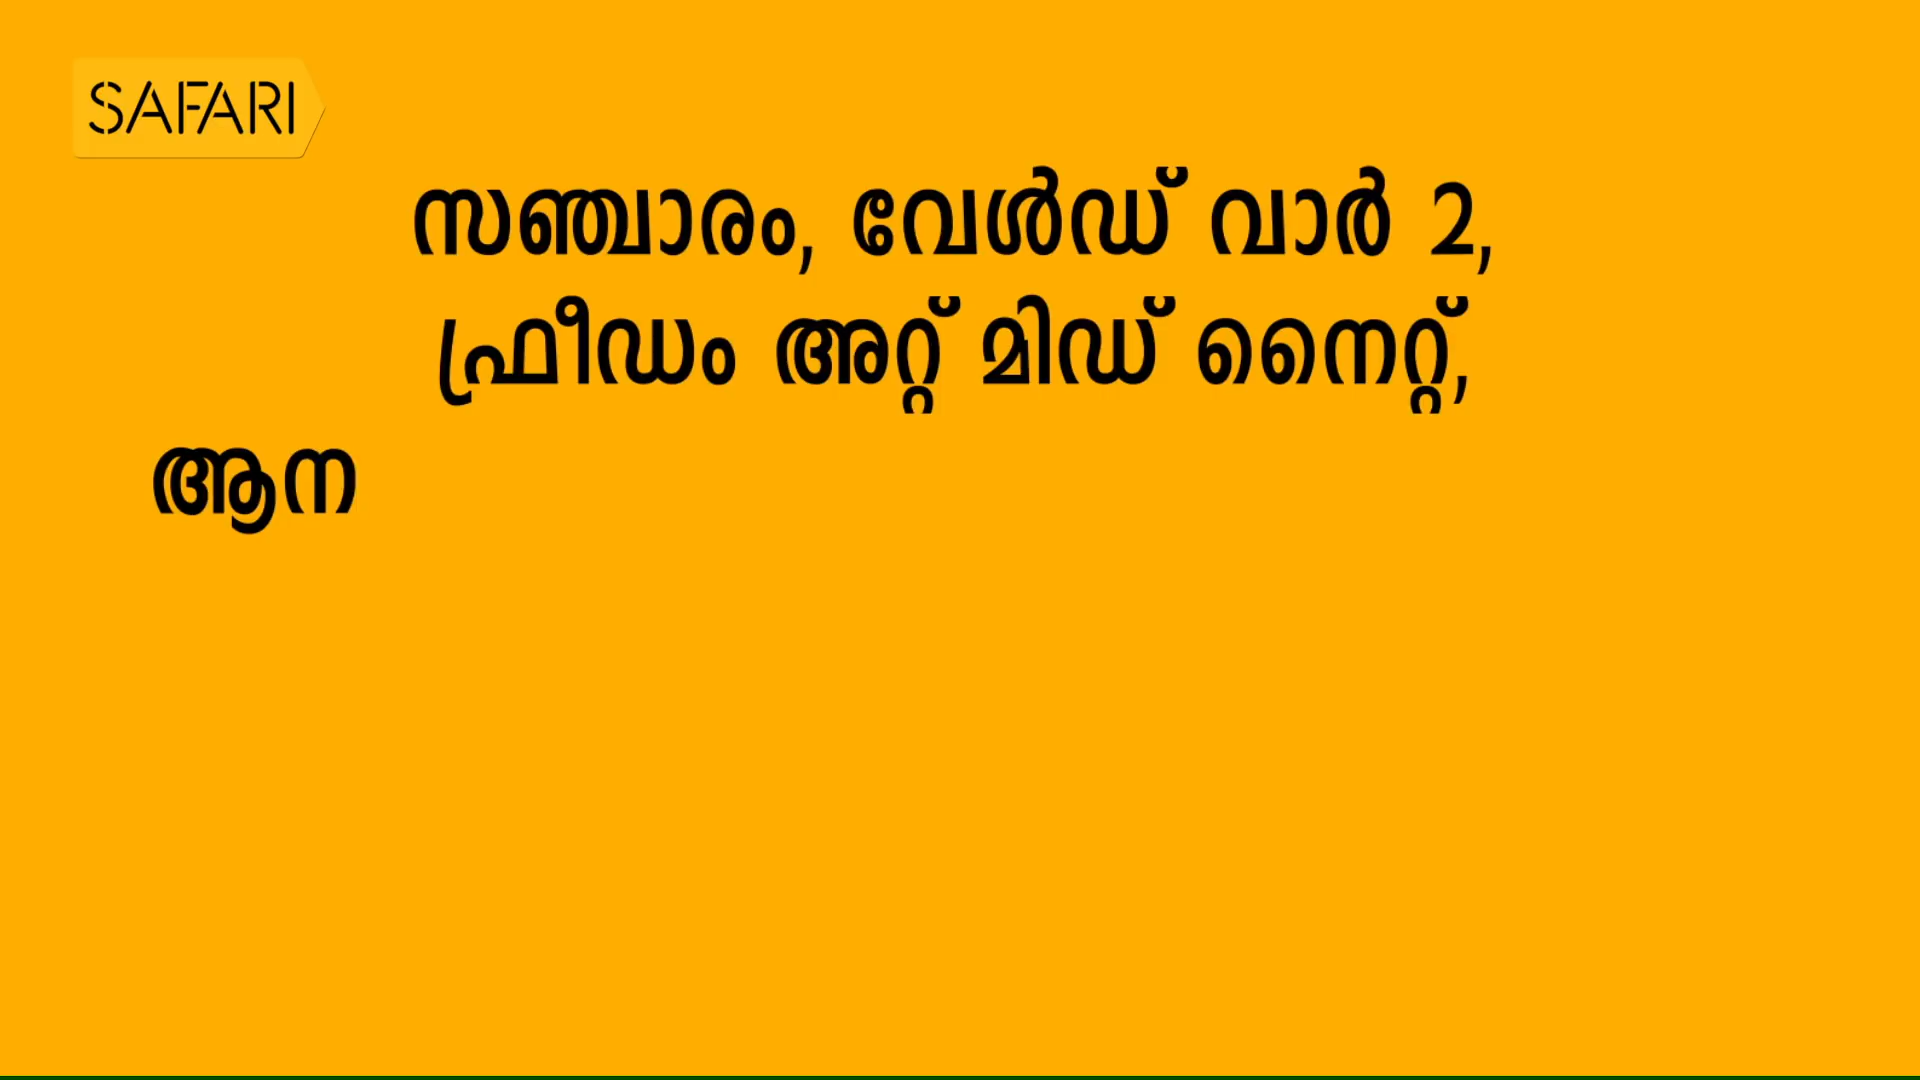 SAFARI
സഞ്ചാരം, വേൾഡ് വാർ 2,
ഫ്രീഡം അറ്റ് മിഡ് നൈറ്റ്,
ആന